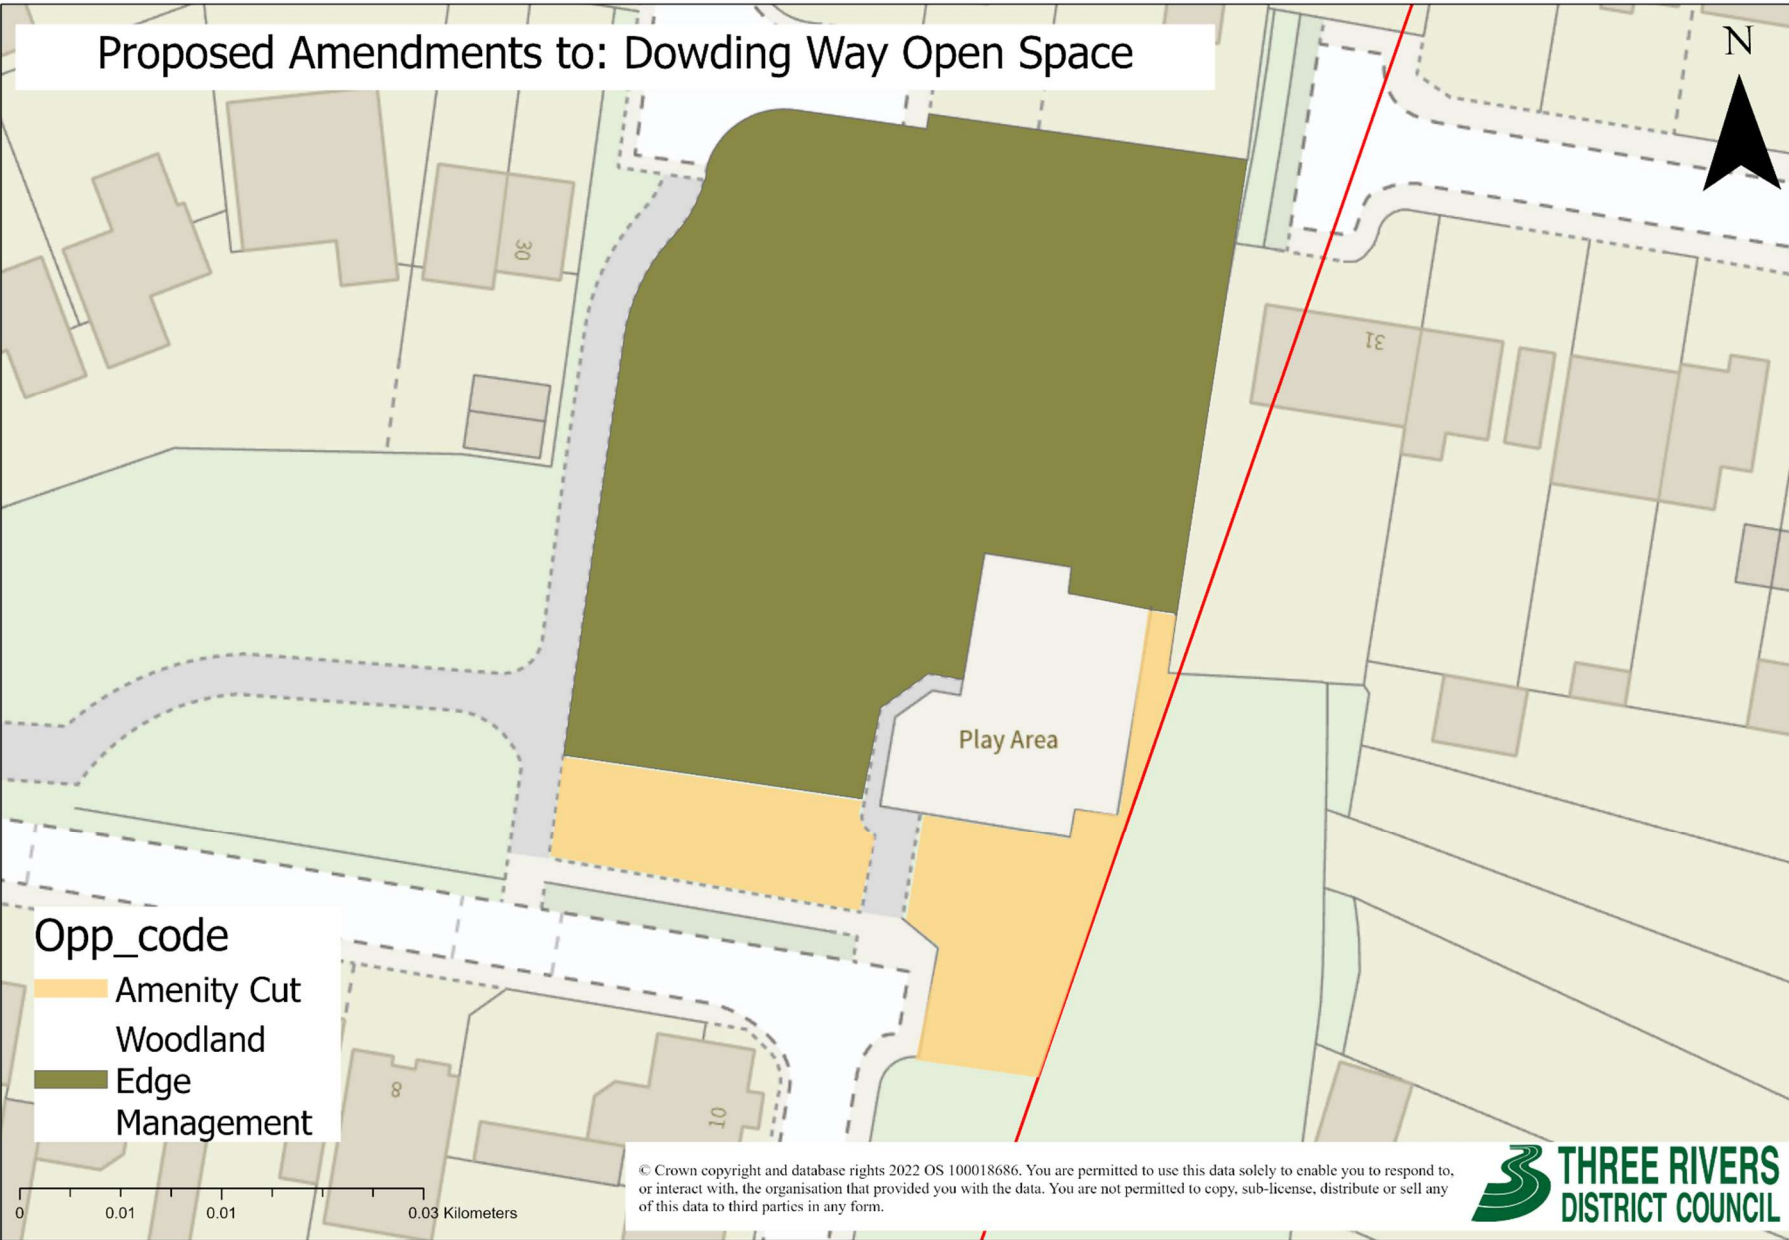 Proposed Amendments to: Dowding Way Open Space
N
30
31
Play Area
Opp_code
Amenity Cut
Woodland
Edge
Management
8
10
0 0.01 0.01 0.03 Kilometers
© Crown copyright and database rights 2022 OS 100018686. You are permitted to use this data solely to enable you to respond to,
or interact with, the organisation that provided you with the data. You are not permitted to copy, sub-license, distribute or sell any
of this data to third parties in any form.
THREE RIVERS
DISTRICT COUNCIL